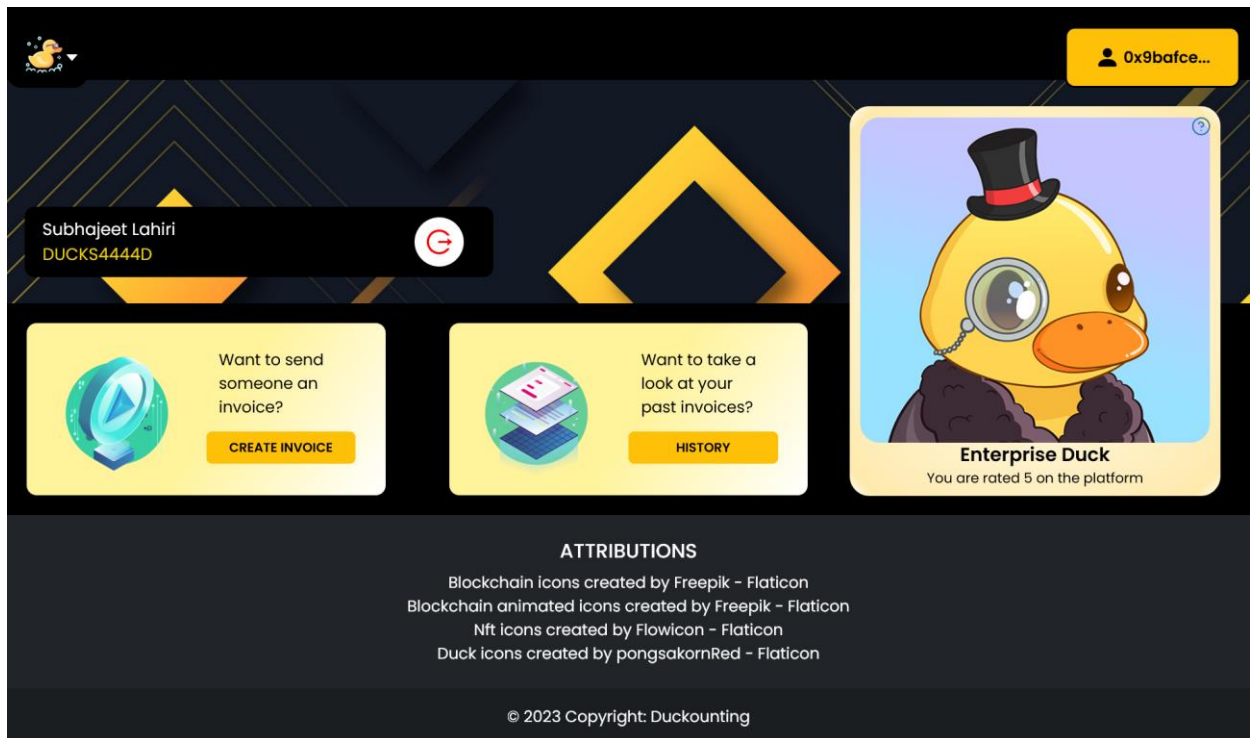 0x9bafce...
Subhajeet Lahiri
DUCKS4444D
Want to send
someone an
invoice?
CREATE INVOICE
Want to take a
look at your
past invoices?
HISTORY
?
Enterprise Duck
You are rated 5 on the platform
ATTRIBUTIONS
Blockchain icons created by Freepik - Flaticon
Blockchain animated icons created by Freepik - Flaticon
Nft icons created by Flowicon - Flaticon
Duck icons created by pongsakornRed - Flaticon
© 2023 Copyright: Duckounting